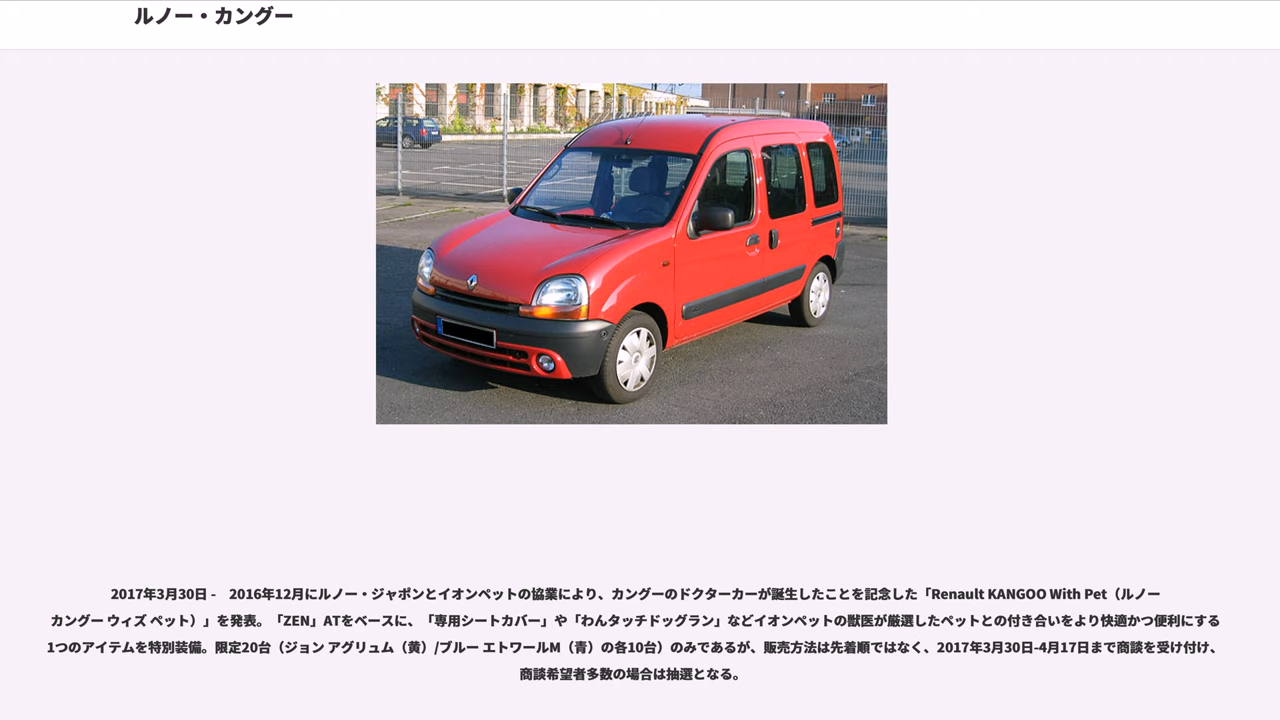 ルノー・カングー
2017年3月30日 -　2016年12月にルノー・ジャポンとイオンペットの協業により、カングーのドクターカーが誕生したことを記念した「Renault KANGOO With Pet（ルノー
カングー ウィズ ペット）」を発表。「ZEN」ATをベースに、「専用シートカバー」や「わんタッチドッグラン」などイオンペットの獣医が厳選したペットとの付き合いをより快適かつ便利にする
1つのアイテムを特別装備。限定20台（ジョン アグリュム（黄）/ブルー エトワールM（青）の各10台）のみであるが、販売方法は先着順ではなく、2017年3月30日-4月17日まで商談を受け付け、
商談希望者多数の場合は抽選となる。